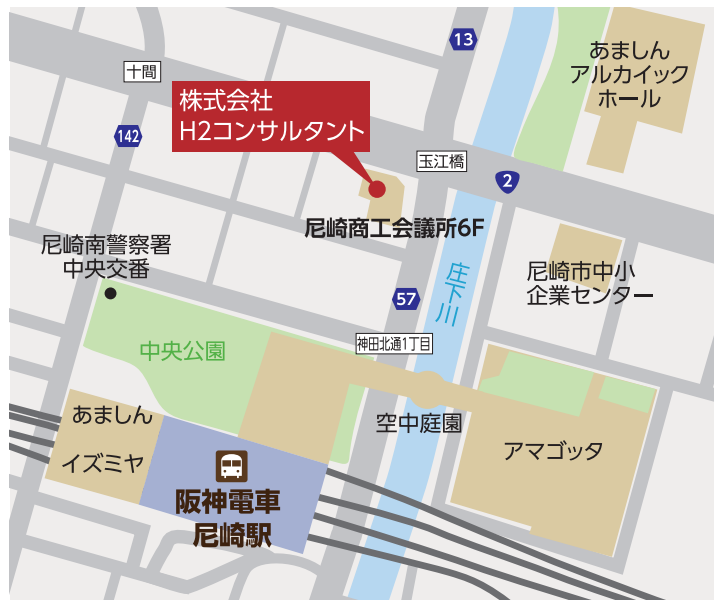 13
あましん
アルカイック
ホール
十間
株式会社
H2コンサルタント
142
玉江橋
2
尼崎商工会議所6F
尼崎南警察署
中央交番
庄下川
尼崎市中小
企業センター
57
神田北通1丁目
中央公園
あましん
空中庭園
イズミヤ
アマゴッタ
阪神電車
尼崎駅